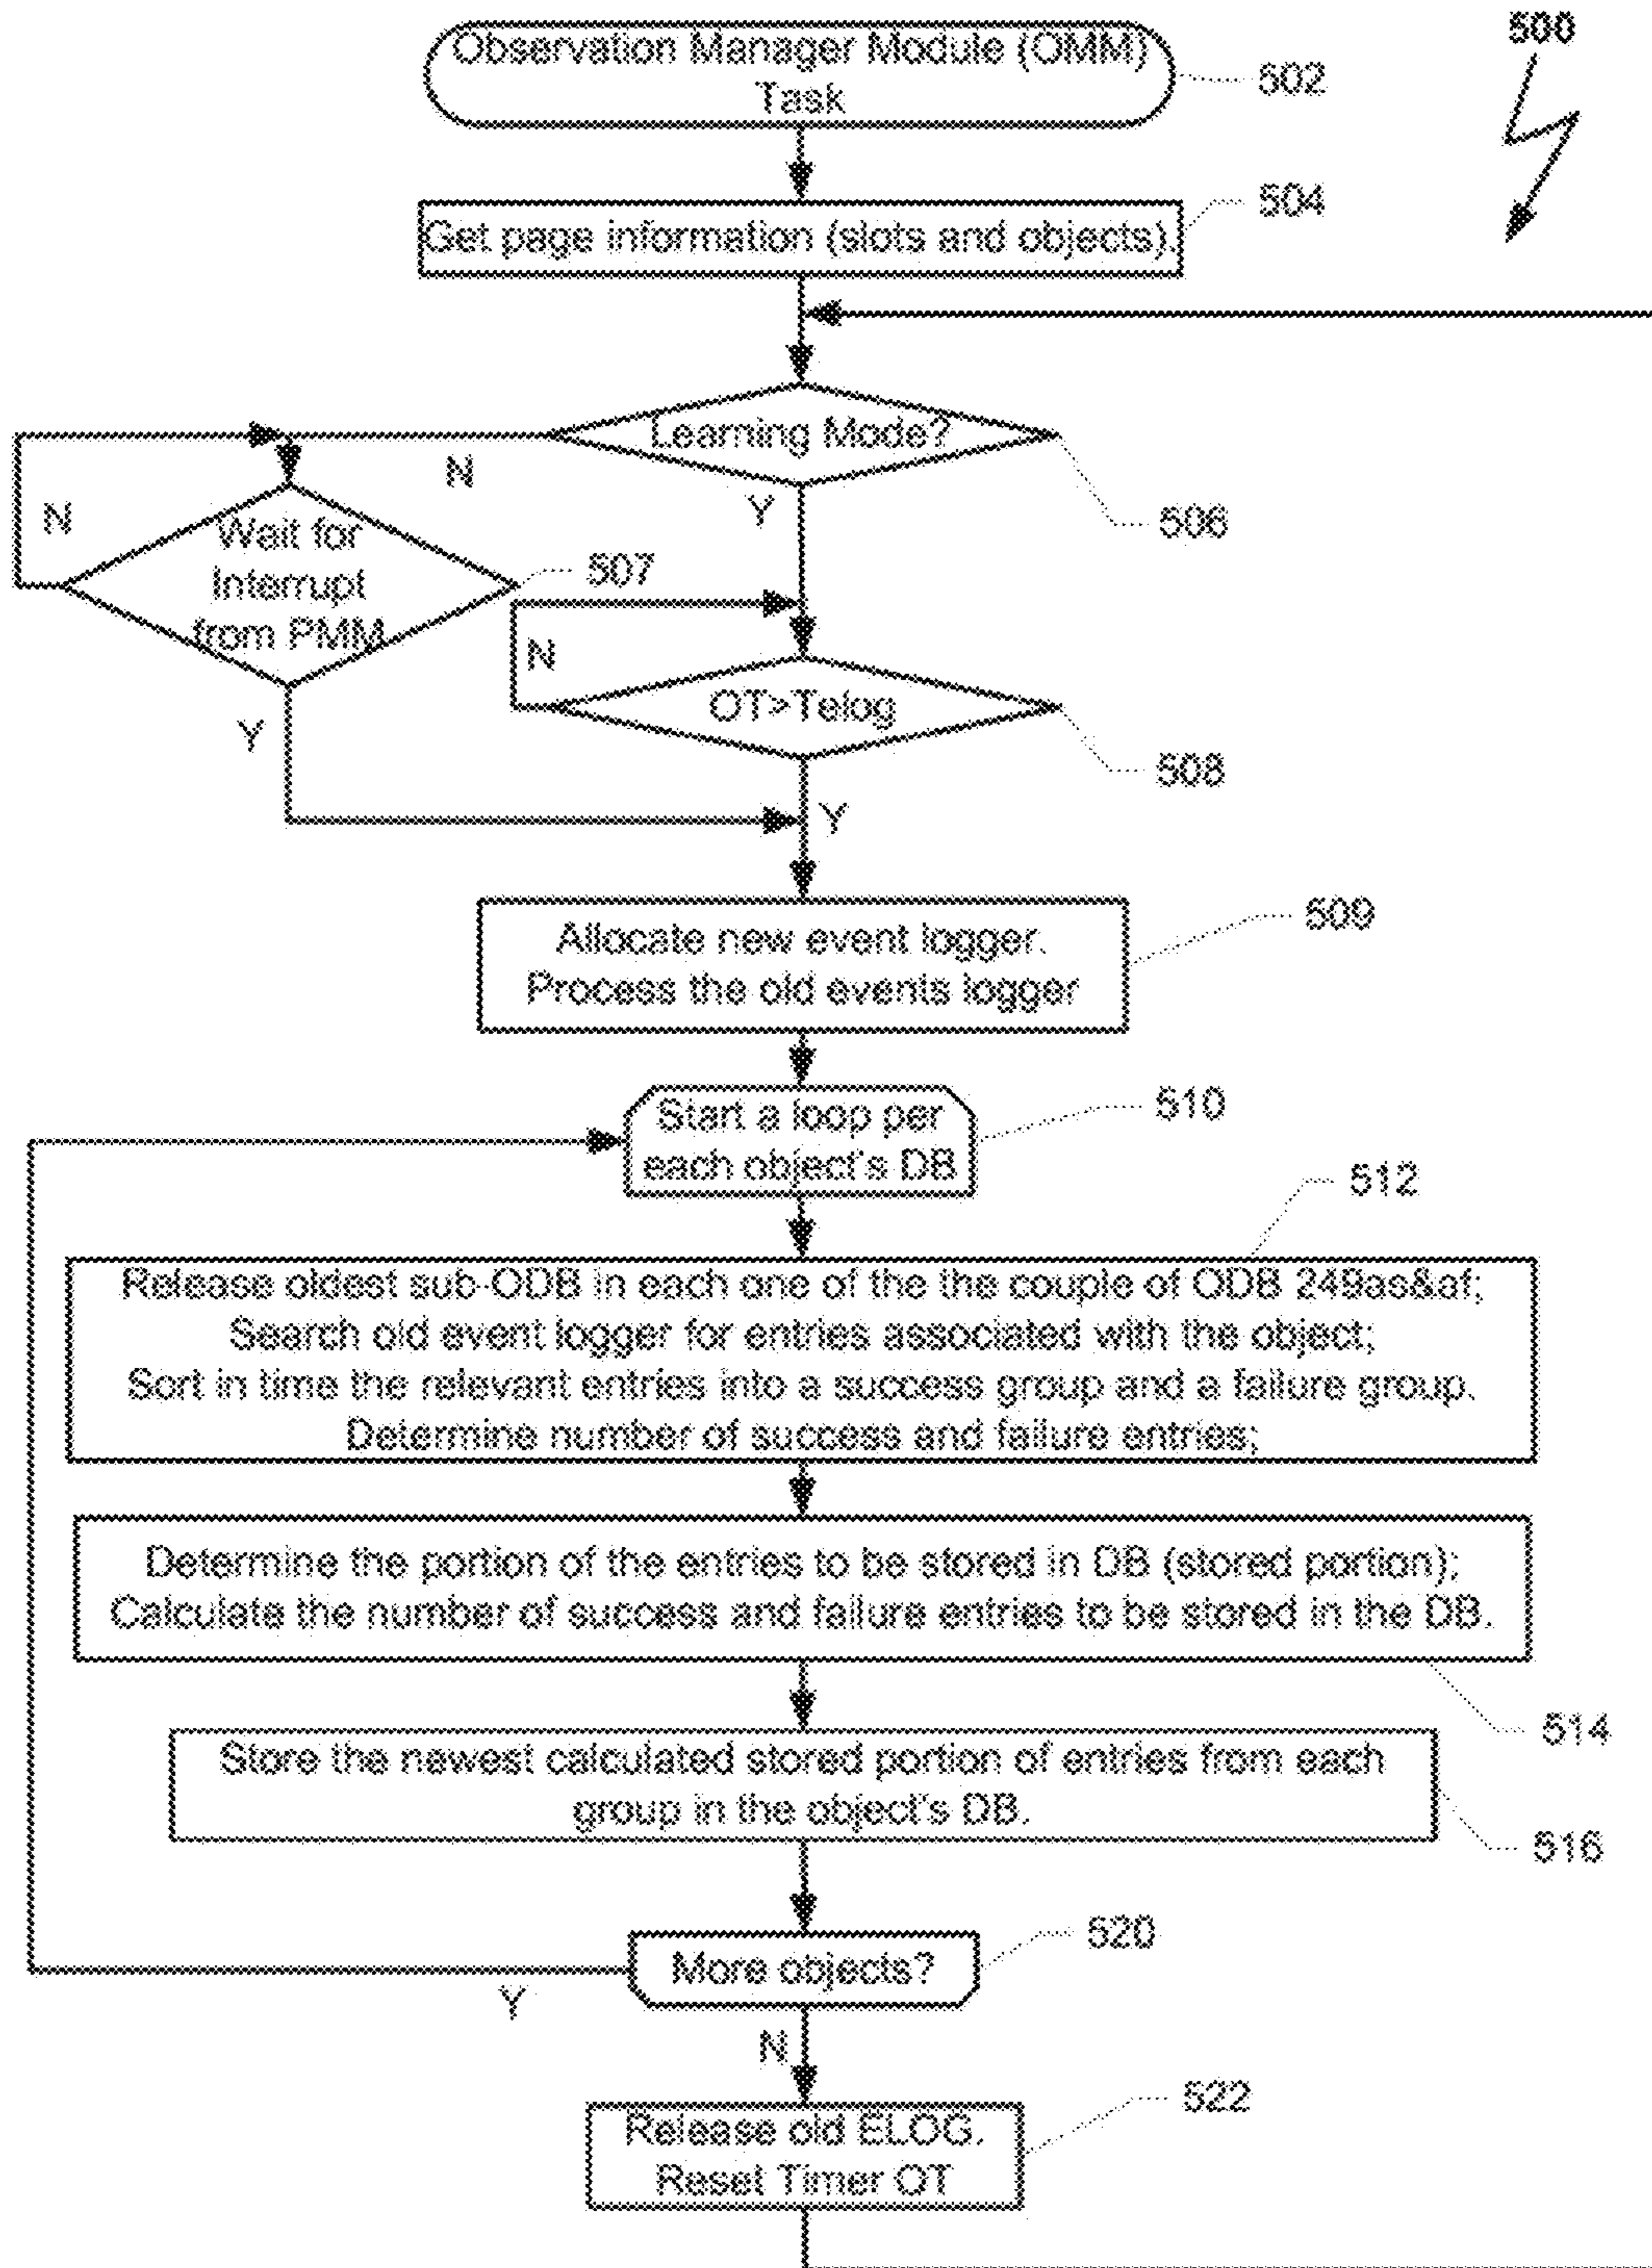 Observation Manager Module (OMM)
Task
502
500
Get page information (slots and objects).
504
Learning Mode?
506
N
Y
N
Wait for
Interrupt
from PMM
507
Y
N
OT>Telog
508
Y
Allocate new event logger.
Process the old events logger
509
Start a loop per
each object's DB
510
512
Release oldest sub-ODB in each one of the the couple of ODB 249as&af;
Search old event logger for entries associated with the object;
Sort in time the relevant entries into a success group and a failure group.
Determine number of success and failure entries;
Determine the portion of the entries to be stored in DB (stored portion);
Calculate the number of success and failure entries to be stored in the DB.
514
Store the newest calculated stored portion of entries from each
group in the object's DB.
516
More objects?
520
Y
N
Release old ELOG.
Reset Timer OT
522